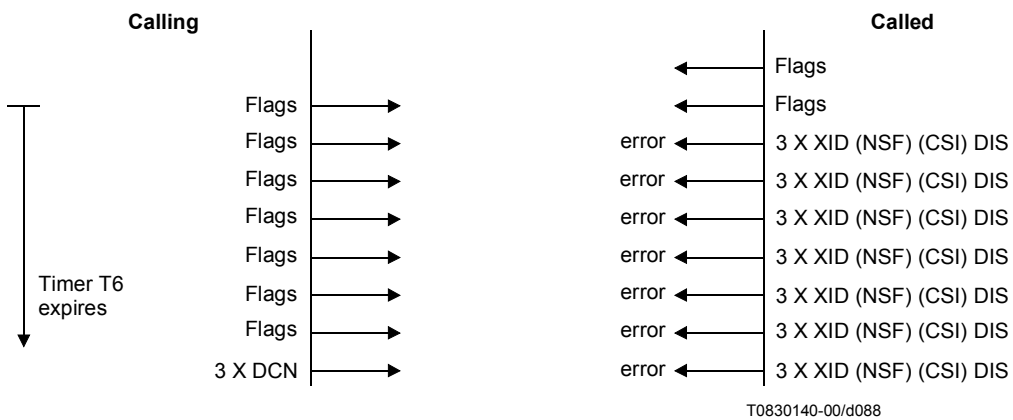 Calling
Called
Flags
Flags
Flags
Flags
error
3 X XID (NSF) (CSI) DIS
Flags
error
3 X XID (NSF) (CSI) DIS
Flags
error
3 X XID (NSF) (CSI) DIS
Flags
error
3 X XID (NSF) (CSI) DIS
Timer T6
expires
Flags
error
3 X XID (NSF) (CSI) DIS
Flags
error
3 X XID (NSF) (CSI) DIS
3 X DCN
error
3 X XID (NSF) (CSI) DIS
T0830140-00/d088